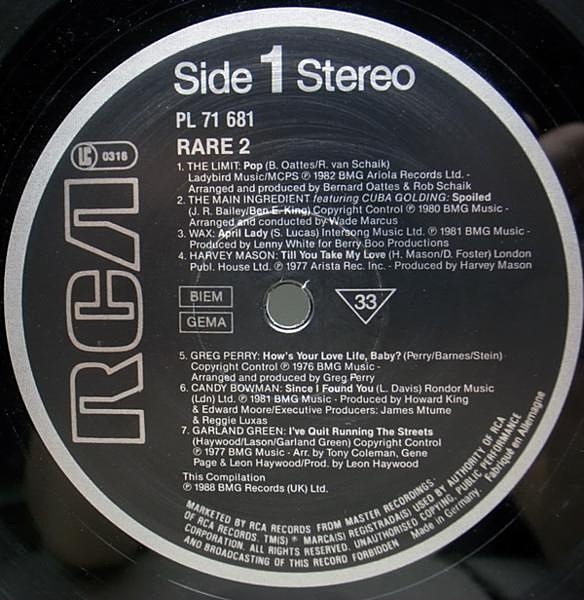 Side 1 Stereo
PL 71 681
RARE 2
LC 0316
RCA
1. THE LIMIT: Pop (B. Oattes/R. van Schaik)
Ladybird Music/MCPS ℗ 1982 BMG Ariola Records Ltd. -
Arranged and produced by Bernard Oattes & Rob Schaik
2. THE MAIN INGREDIENT featuring CUBA GOLDING: Spoiled
(J. R. Bailey/Ben E. King) Copyright Control ℗ 1980 BMG Music -
Arranged and conducted by Wade Marcus
3. WAX: April Lady (S. Lucas) Intersong Music Ltd. ℗ 1981 BMG Music -
Produced by Lenny White for Berry Boo Productions
4. HARVEY MASON: Till You Take My Love (H. Mason/D. Foster) London
Publ. House Ltd. ℗ 1977 Arista Rec. Inc. - Produced by Harvey Mason
BIEM
GEMA
33
5. GREG PERRY: How's Your Love Life, Baby? (Perry/Barnes/Stein)
Copyright Control ℗ 1976 BMG Music -
Arranged and produced by Greg Perry
6. CANDY BOWMAN: Since I Found You (L. Davis) Rondor Music
(Ldn) Ltd. ℗ 1981 BMG Music - Produced by Howard King
& Edward Moore/Executive Producers: James Mtume
& Reggie Luxas
7. GARLAND GREEN: I've Quit Running The Streets
(Haywood/Lason/Garland Green) Copyright Control
℗ 1977 BMG Music - Arr. by Tony Coleman, Gene
Page & Leon Haywood/Prod. by Leon Haywood
This Compilation
℗ 1988 BMG Records (UK) Ltd.
MARKETED BY RCA RECORDS FROM MASTER RECORDINGS.
OF RCA RECORDS. TM(S) ® MARCA(S) REGISTRADA(S) USED BY AUTHORITY OF RCA
CORPORATION. ALL RIGHTS RESERVED. UNAUTHORISED COPYING, PUBLIC PERFORMANCE
AND BROADCASTING OF THIS RECORD FORBIDDEN
Made in Germany. Fabriqué en Allemagne